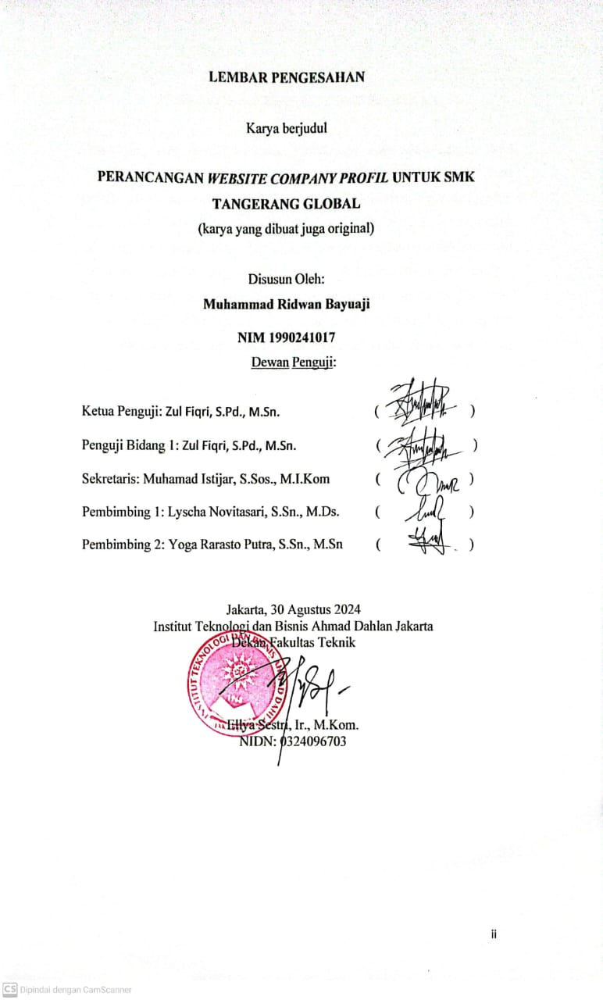 LEMBAR PENGESAHAN
Karya berjudul
PERANCANGAN WEBSITE COMPANY PROFIL UNTUK SMK
TANGERANG GLOBAL
(karya yang dibuat juga original)
Disusun Oleh:
Muhammad Ridwan Bayuaji
NIM 1990241017
Dewan Penguji:
Ketua Penguji: Zul Fiqri, S.Pd., M.Sn. ( )
Penguji Bidang 1: Zul Fiqri, S.Pd., M.Sn. ( )
Sekretaris: Muhamad Istijar, S.Sos., M.I.Kom ( )
Pembimbing 1: Lyscha Novitasari, S.Sn., M.Ds. ( )
Pembimbing 2: Yoga Rarasto Putra, S.Sn., M.Sn ( )
Jakarta, 30 Agustus 2024
Institut Teknologi dan Bisnis Ahmad Dahlan Jakarta
Dekan Fakultas Teknik
INSTITUT TEKNOLOGI DAN BISNIS AHMAD DAHLAN
Ellya Sestri, Ir., M.Kom.
NIDN: 0324096703
ii
CS Dipindai dengan CamScanner